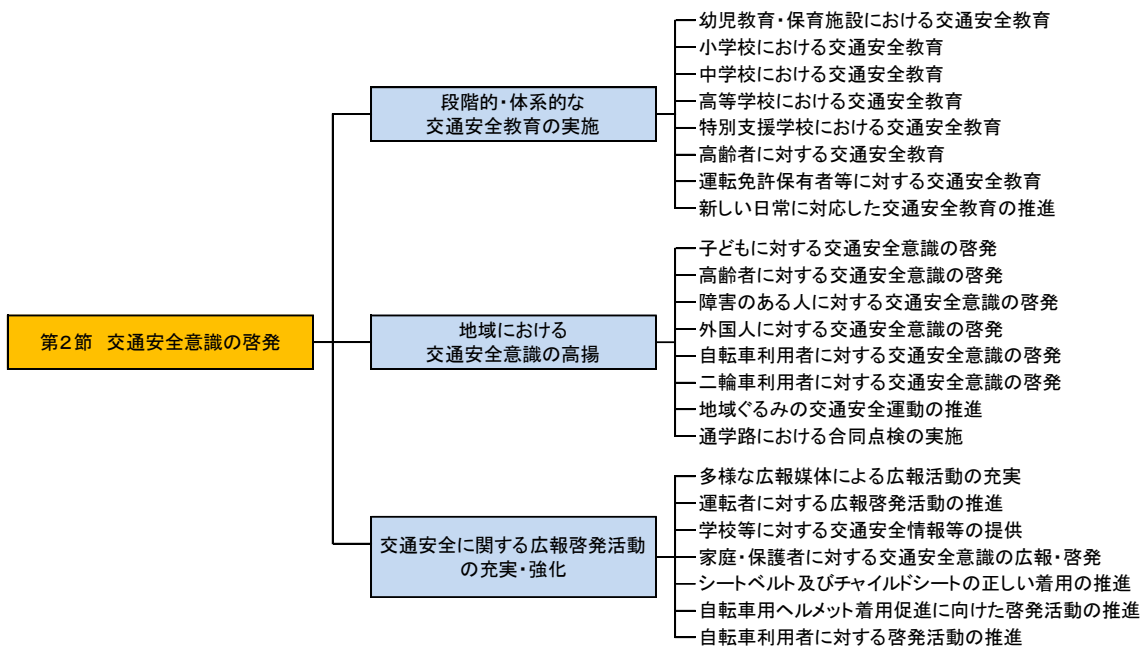 第2節　交通安全意識の啓発
段階的・体系的な
交通安全教育の実施
幼児教育・保育施設における交通安全教育
小学校における交通安全教育
中学校における交通安全教育
高等学校における交通安全教育
特別支援学校における交通安全教育
高齢者に対する交通安全教育
運転免許保有者等に対する交通安全教育
新しい日常に対応した交通安全教育の推進
地域における
交通安全意識の高揚
子どもに対する交通安全意識の啓発
高齢者に対する交通安全意識の啓発
障害のある人に対する交通安全意識の啓発
外国人に対する交通安全意識の啓発
自転車利用者に対する交通安全意識の啓発
二輪車利用者に対する交通安全意識の啓発
地域ぐるみの交通安全運動の推進
通学路における合同点検の実施
交通安全に関する広報啓発活動
の充実・強化
多様な広報媒体による広報活動の充実
運転者に対する広報啓発活動の推進
学校等に対する交通安全情報等の提供
家庭・保護者に対する交通安全意識の広報・啓発
シートベルト及びチャイルドシートの正しい着用の推進
自転車用ヘルメット着用促進に向けた啓発活動の推進
自転車利用者に対する啓発活動の推進